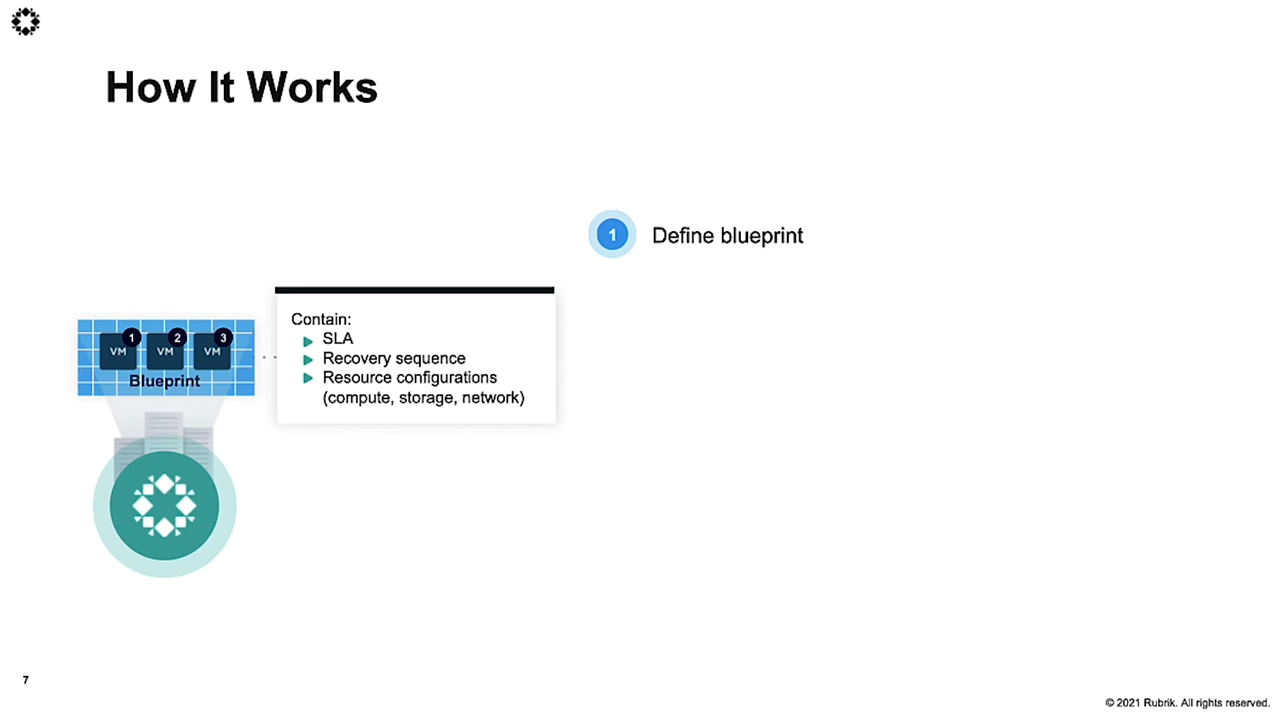 How It Works
1 Define blueprint
1 2 3
VM VM VM
Blueprint
Contain:
SLA
Recovery sequence
Resource configurations
(compute, storage, network)
7
© 2021 Rubrik. All rights reserved.